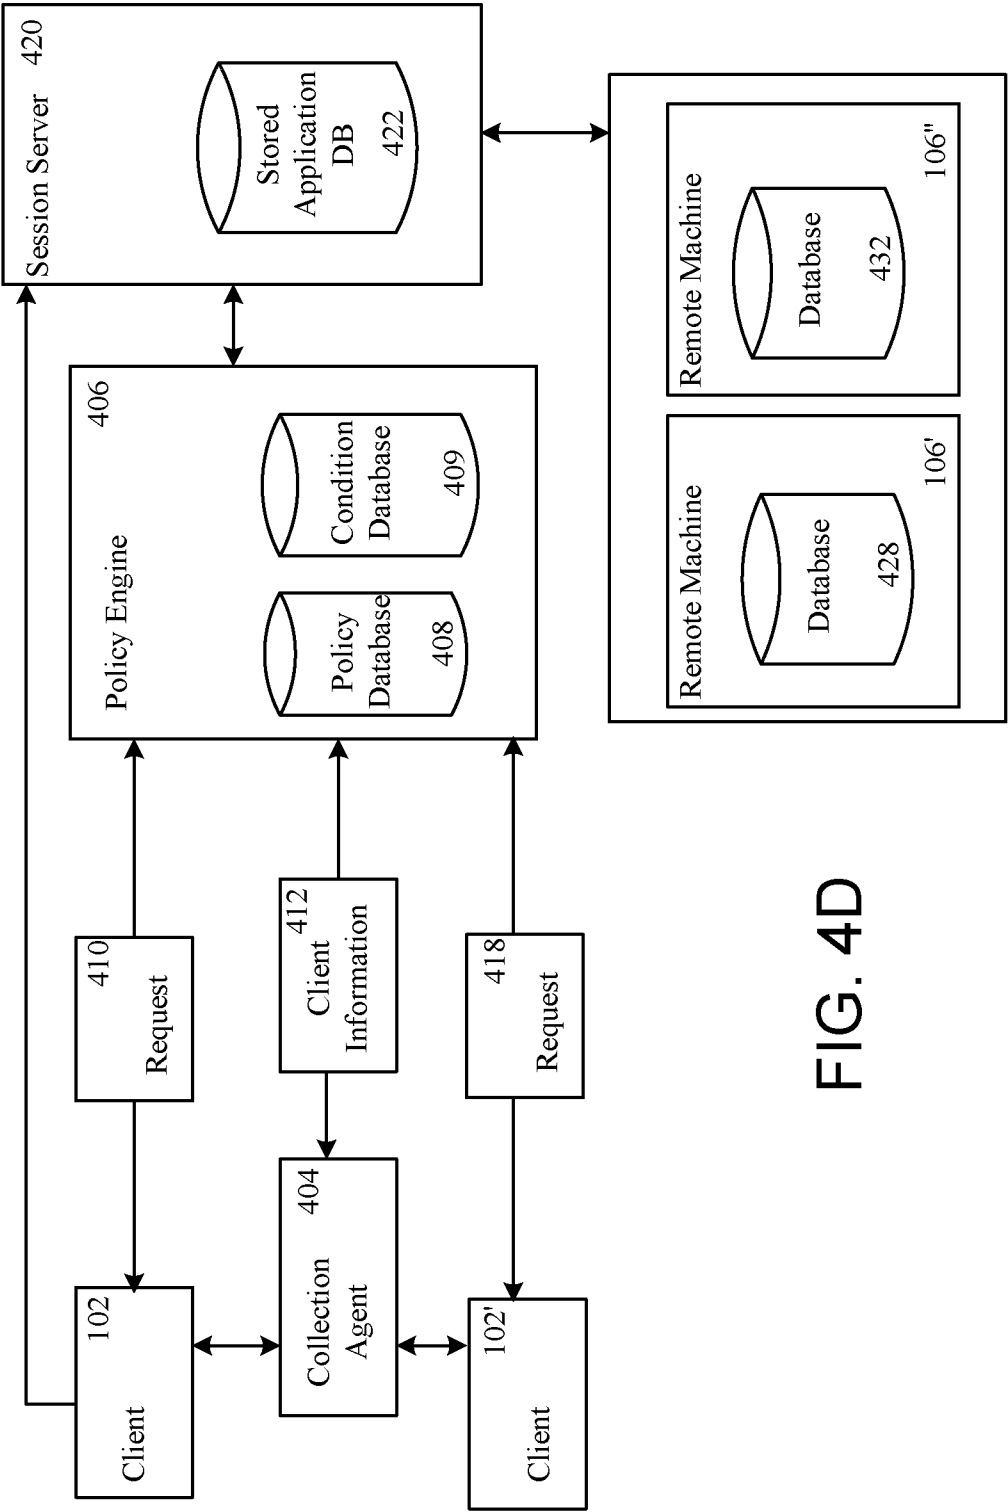 Client
102
Request
410
Policy Engine
406
Session Server 420
Stored
Application
DB
422
Collection
Agent
404
Client
Information
412
Policy
Database
408
Condition
Database
409
Client
102'
Request
418
Remote Machine
Database
428
106'
Remote Machine
Database
432
106"
FIG. 4D